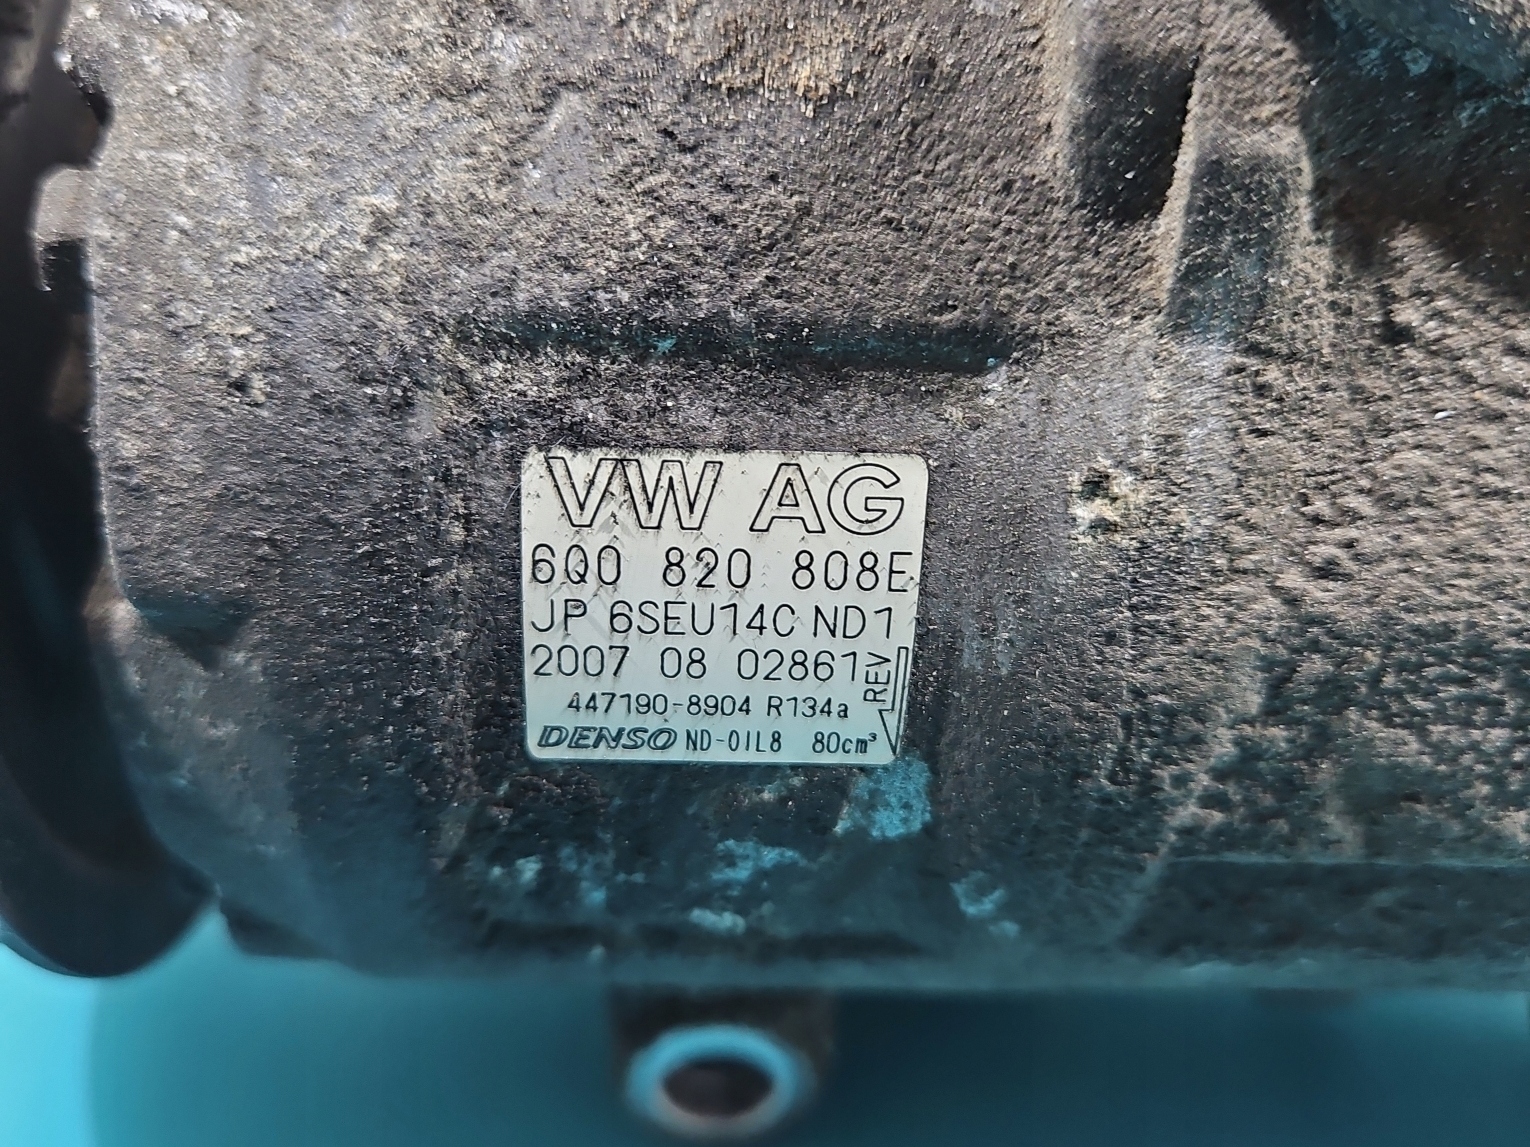 VW AG
6Q0 820 808E
JP 6SEU14C ND1
2007 08 02861
REV
447190-8904 R134a
DENSO ND-OIL8 80cm³